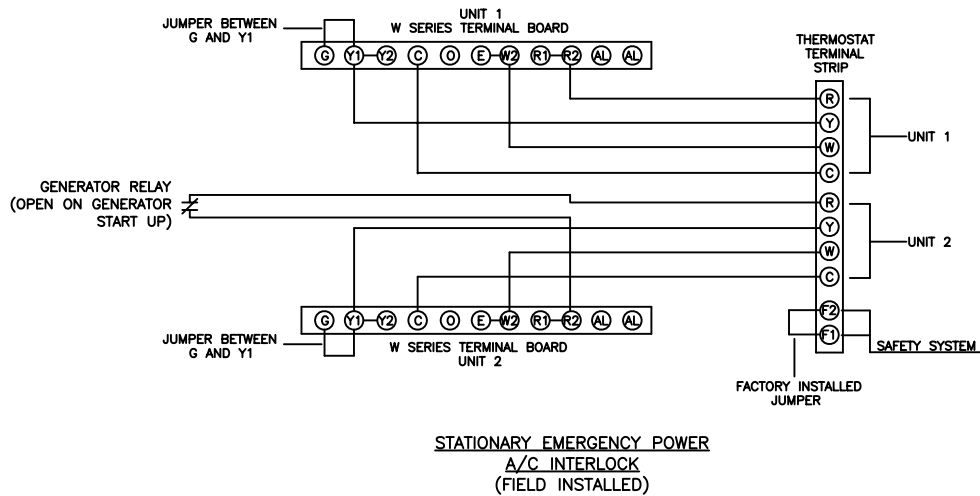 UNIT 1
W SERIES TERMINAL BOARD
JUMPER BETWEEN
G AND Y1
G Y1 Y2 C O E W2 R1 R2 AL AL
THERMOSTAT
TERMINAL
STRIP
R
Y
W
C
UNIT 1
GENERATOR RELAY
(OPEN ON GENERATOR
START UP)
R
Y
W
C
UNIT 2
G Y1 Y2 C O E W2 R1 R2 AL AL
JUMPER BETWEEN
G AND Y1
W SERIES TERMINAL BOARD
UNIT 2
F2
F1
SAFETY SYSTEM
FACTORY INSTALLED
JUMPER
STATIONARY EMERGENCY POWER
A/C INTERLOCK
(FIELD INSTALLED)